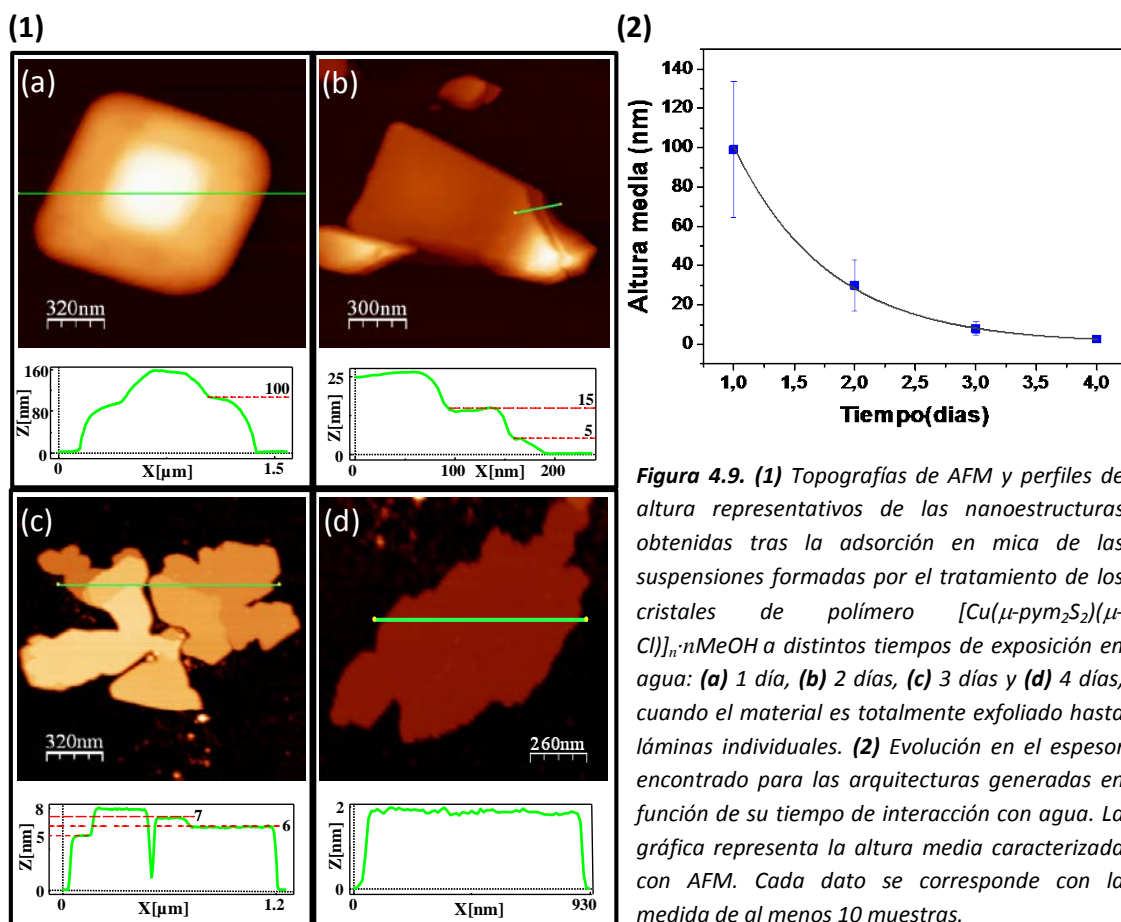 (1)
(a)
320nm
160
80
0
Z[nm]
100
0
1.5
X[µm]
(b)
300nm
25
0
Z[nm]
15
5
0
100
200
X[nm]
(c)
320nm
8
5
0
Z[nm]
7
6
0
1.2
X[µm]
(d)
260nm
2
0
Z[nm]
0
930
X[nm]
(2)
Altura media (nm)
140
120
100
80
60
40
20
0
1,0 1,5 2,0 2,5 3,0 3,5 4,0
Tiempo(dias)
Figura 4.9. (1) Topografías de AFM y perfiles de
altura representativos de las nanoestructuras
obtenidas tras la adsorción en mica de las
suspensiones formadas por el tratamiento de los
cristales de polímero [Cu(μ-pym₂S₂)(μ-
Cl)]ₙ·nMeOH a distintos tiempos de exposición en
agua: (a) 1 día, (b) 2 días, (c) 3 días y (d) 4 días,
cuando el material es totalmente exfoliado hasta
láminas individuales. (2) Evolución en el espesor
encontrado para las arquitecturas generadas en
función de su tiempo de interacción con agua. La
gráfica representa la altura media caracterizada
con AFM. Cada dato se corresponde con la
medida de al menos 10 muestras.